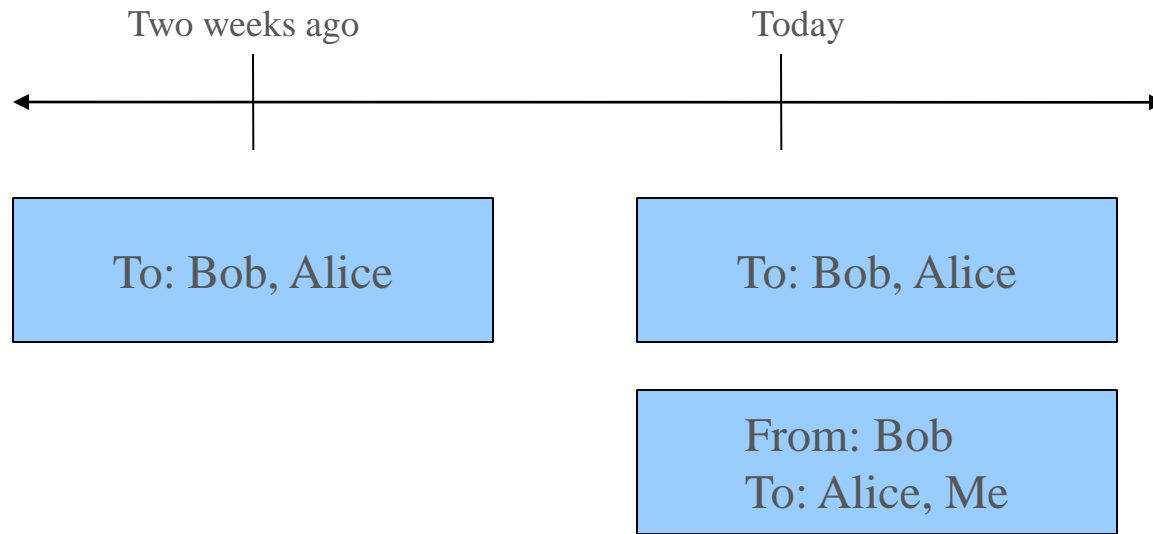 Two weeks ago
Today
To: Bob, Alice
To: Bob, Alice
From: Bob
To: Alice, Me